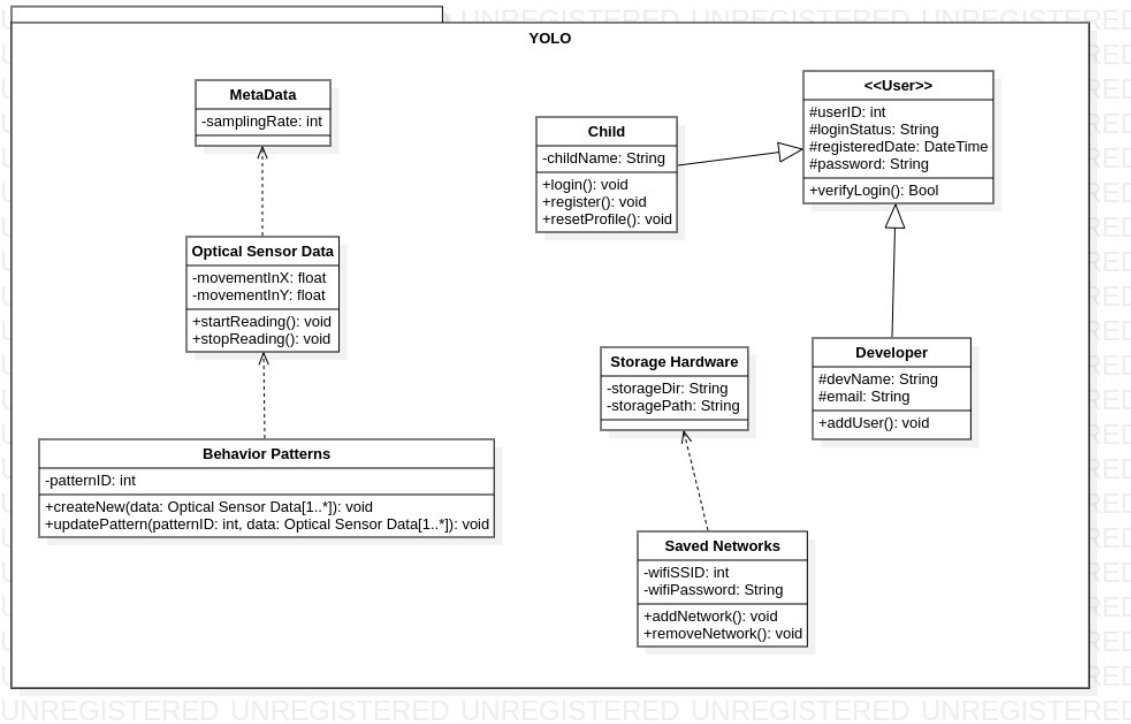 YOLO
MetaData
-samplingRate: int
Optical Sensor Data
-movementInX: float
-movementInY: float
+startReading(): void
+stopReading(): void
Behavior Patterns
-patternID: int
+createNew(data: Optical Sensor Data[1..*]): void
+updatePattern(patternID: int, data: Optical Sensor Data[1..*]): void
Child
-childName: String
+login(): void
+register(): void
+resetProfile(): void
<<User>>
#userID: int
#loginStatus: String
#registeredDate: DateTime
#password: String
+verifyLogin(): Bool
Storage Hardware
-storageDir: String
-storagePath: String
Developer
#devName: String
#email: String
+addUser(): void
Saved Networks
-wifiSSID: int
-wifiPassword: String
+addNetwork(): void
+removeNetwork(): void
UNREGISTERED UNREGISTERED UNREGISTERED UNREGISTERED UNREGISTERED